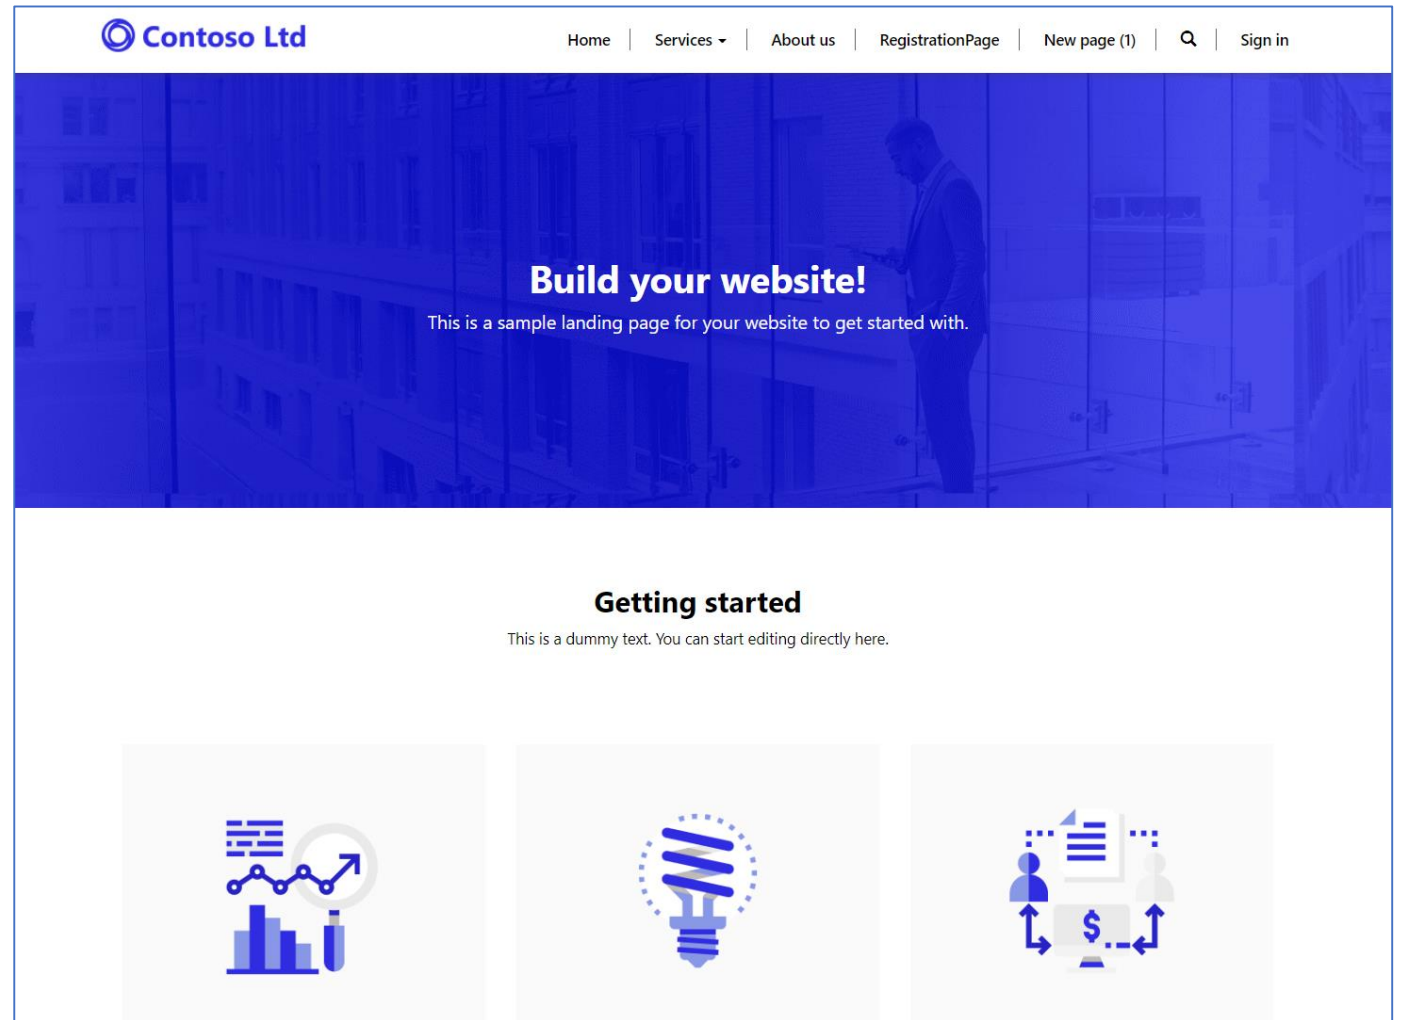 Contoso Ltd
Home
Services
About us
RegistrationPage
New page (1)
Sign in
Build your website!
This is a sample landing page for your website to get started with.
Getting started
This is a dummy text. You can start editing directly here.
$